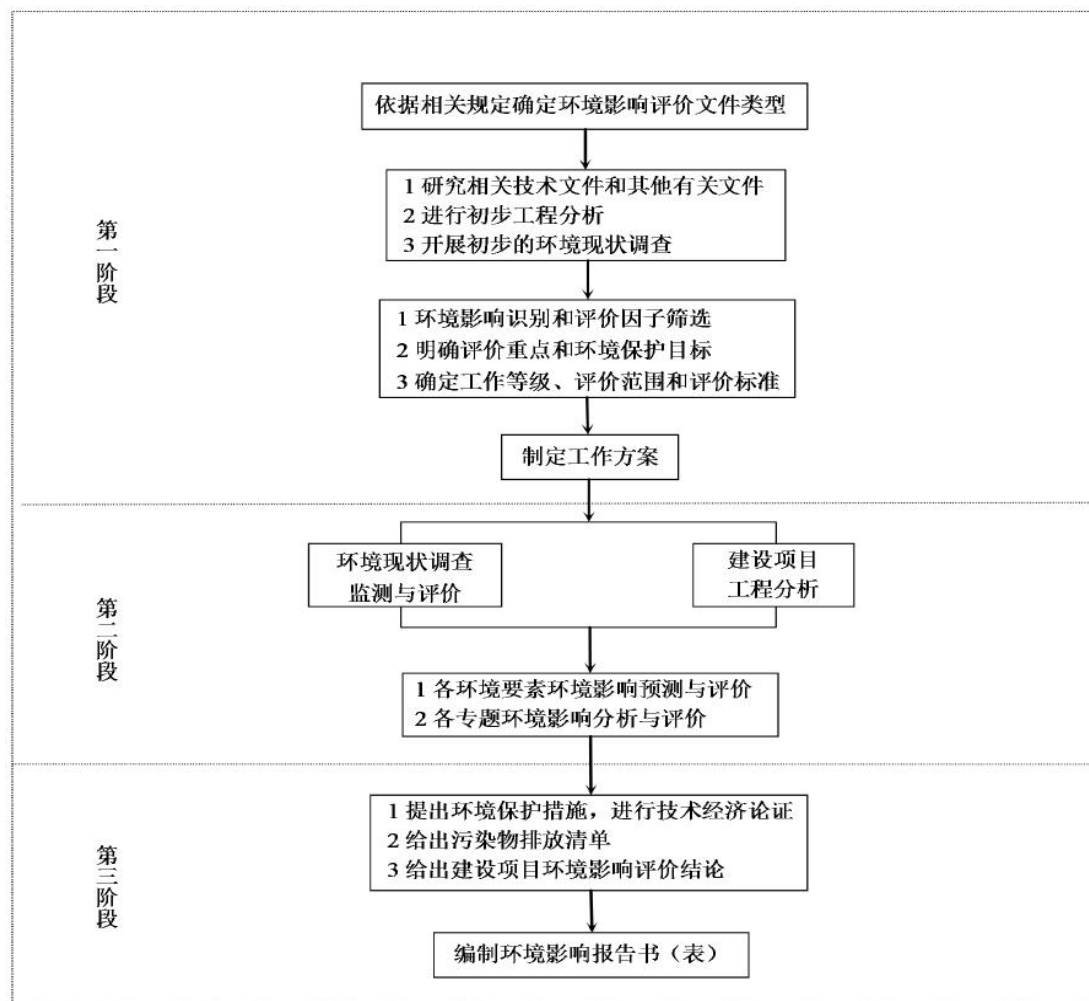 依据相关规定确定环境影响评价文件类型
1 研究相关技术文件和其他有关文件
2 进行初步工程分析
3 开展初步的环境现状调查
第一阶段
1 环境影响识别和评价因子筛选
2 明确评价重点和环境保护目标
3 确定工作等级、评价范围和评价标准
制定工作方案
环境现状调查
监测与评价
建设项目
工程分析
第二阶段
1 各环境要素环境影响预测与评价
2 各专题环境影响分析与评价
1 提出环境保护措施，进行技术经济论证
2 给出污染物排放清单
3 给出建设项目环境影响评价结论
第三阶段
编制环境影响报告书（表）